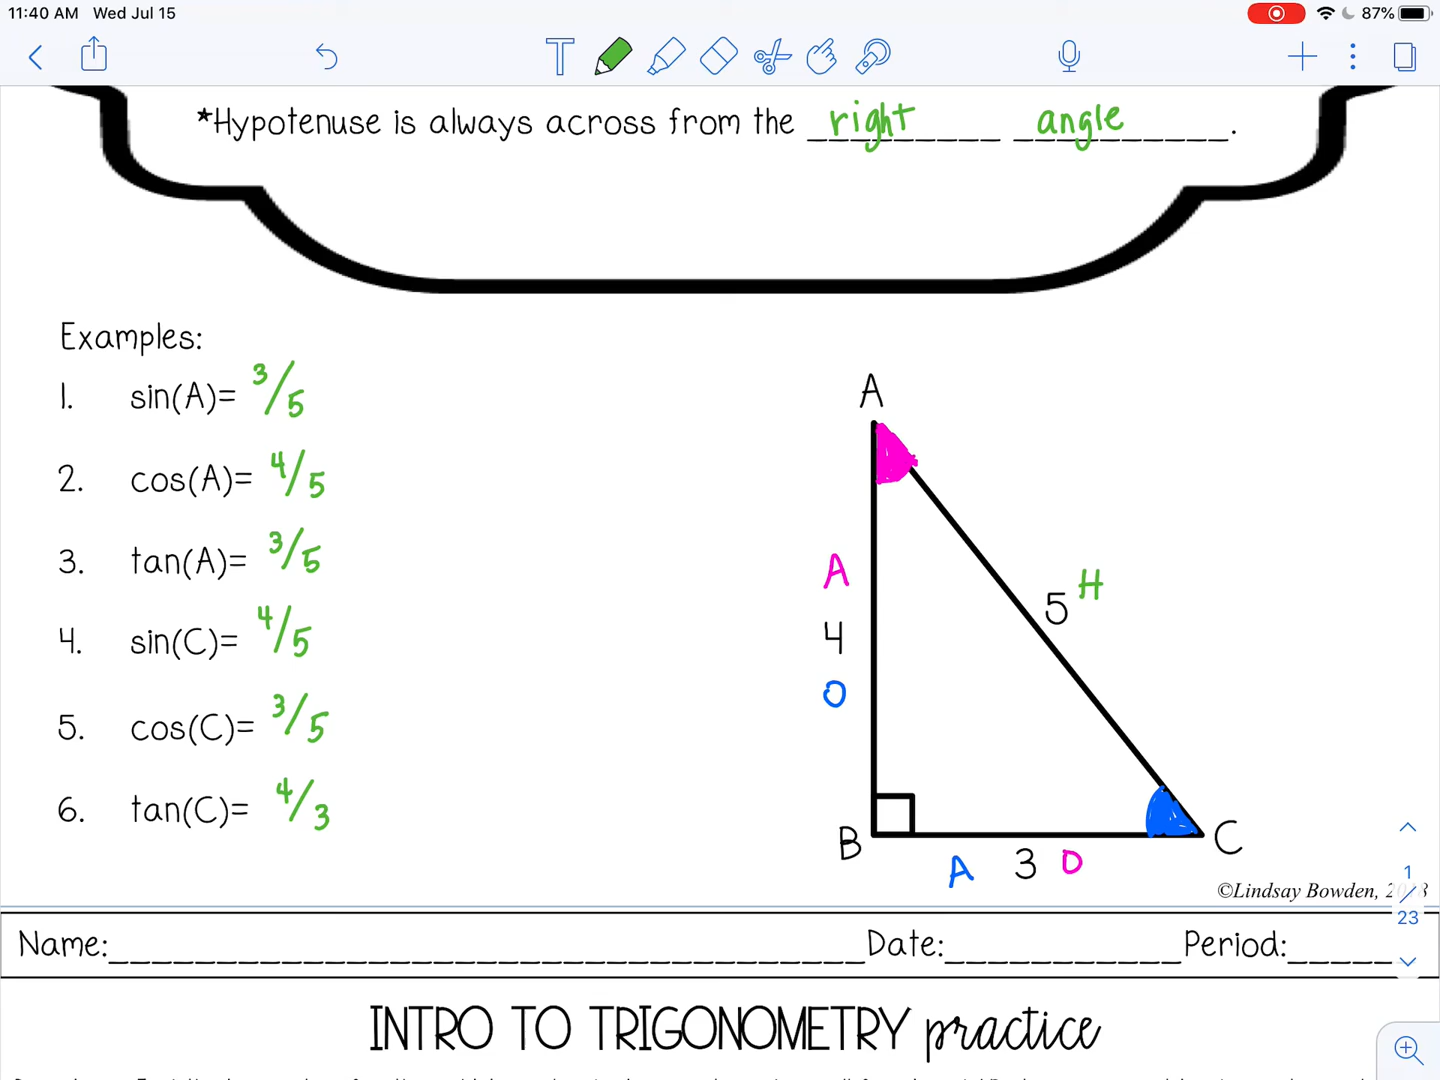 11:40 AM Wed Jul 15
87%
*Hypotenuse is always across from the right angle.
Examples:
1. sin(A)= 3/5
2. cos(A)= 4/5
3. tan(A)= 3/5
4. sin(C)= 4/5
5. cos(C)= 3/5
6. tan(C)= 4/3
A
A
4
O
5 H
B
C
A 3 O
©Lindsay Bowden,
1
/
23
Name: Date: Period:
INTRO TO TRIGONOMETRY practice